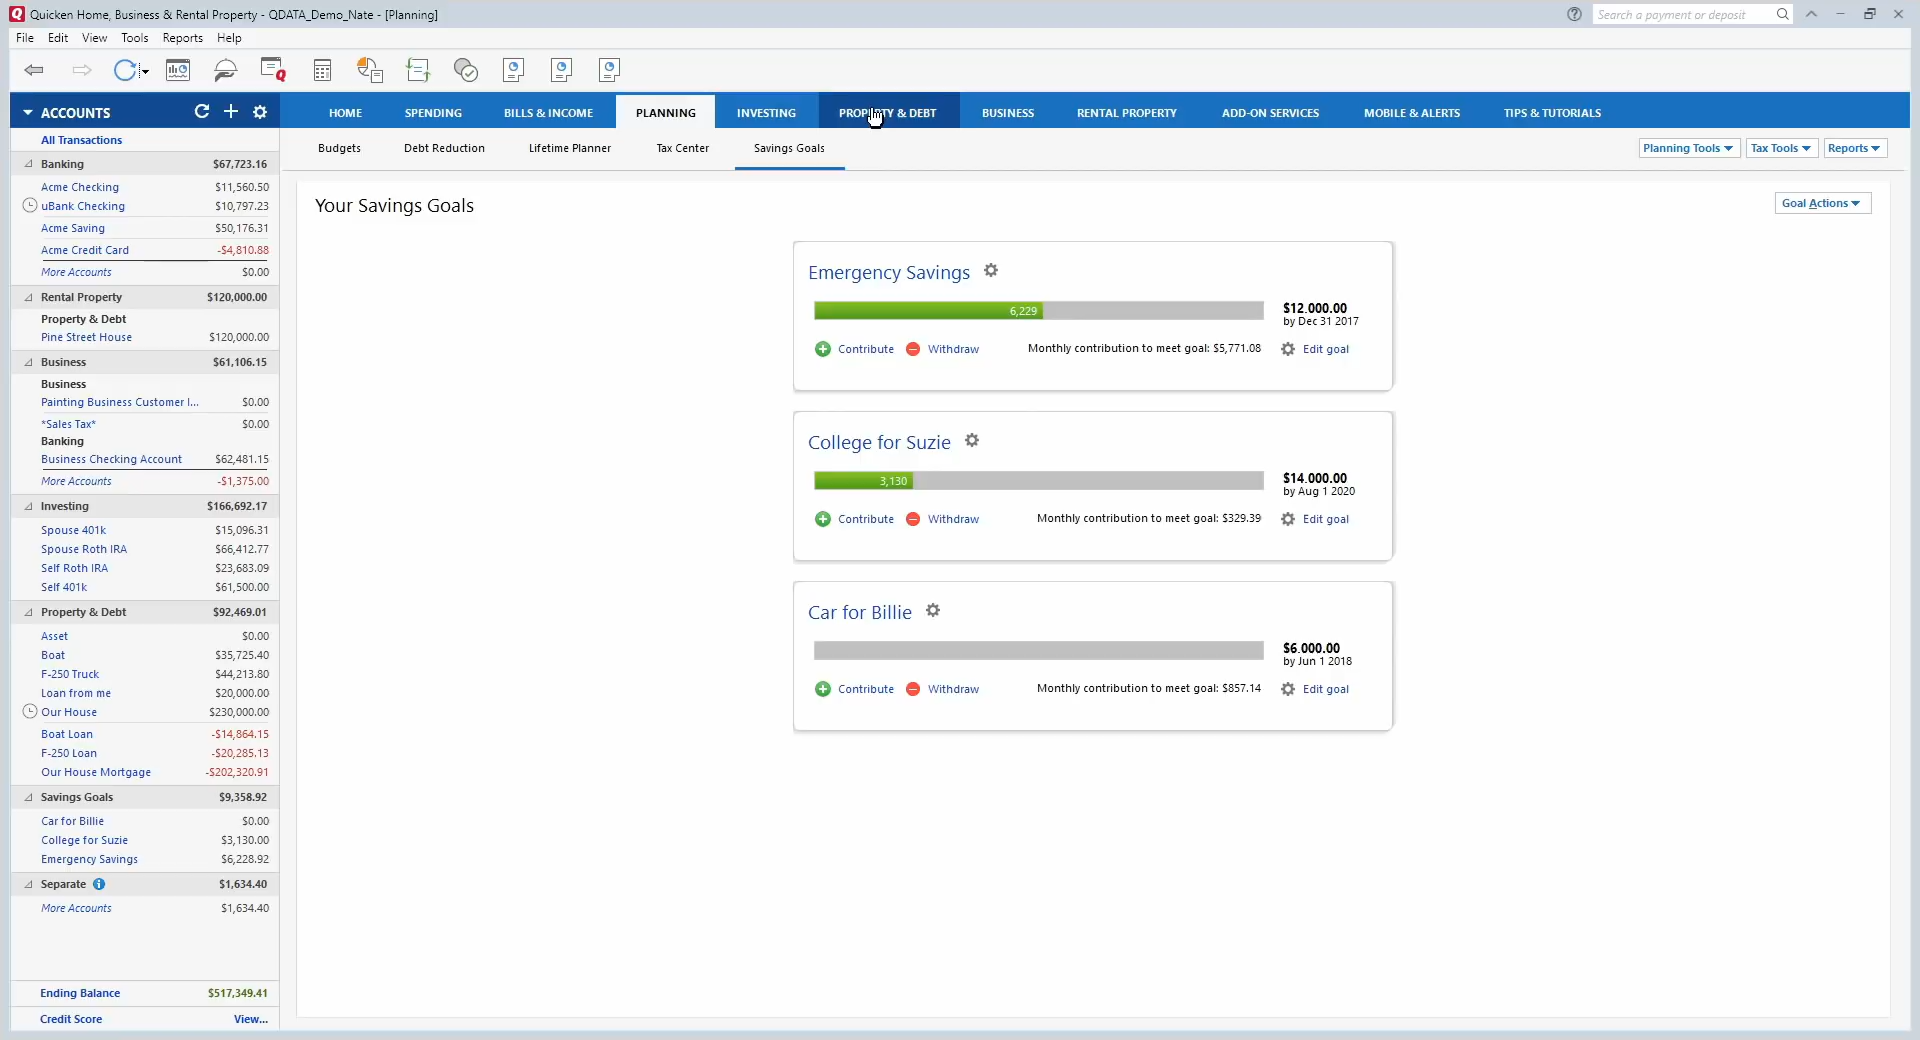 Quicken Home, Business & Rental Property - QDATA_Demo_Nate - [Planning]
Search a payment or deposit
File Edit View Tools Reports Help
ACCOUNTS
HOME SPENDING BILLS & INCOME PLANNING INVESTING PROPERTY & DEBT BUSINESS RENTAL PROPERTY ADD-ON SERVICES MOBILE & ALERTS TIPS & TUTORIALS
Budgets Debt Reduction Lifetime Planner Tax Center Savings Goals Planning Tools Tax Tools Reports
All Transactions
Banking $67,723.16
Acme Checking $11,560.50
uBank Checking $10,797.23
Acme Saving $50,176.31
Acme Credit Card -$4,810.88
More Accounts $0.00
Rental Property $120,000.00
Property & Debt
Pine Street House $120,000.00
Business $61,106.15
Business
Painting Business Customer I... $0.00
*Sales Tax* $0.00
Banking
Business Checking Account $62,481.15
More Accounts -$1,375.00
Investing $166,692.17
Spouse 401k $15,096.31
Spouse Roth IRA $66,412.77
Self Roth IRA $23,683.09
Self 401k $61,500.00
Property & Debt $92,469.01
Asset $0.00
Boat $35,725.40
F-250 Truck $44,213.80
Loan from me $20,000.00
Our House $230,000.00
Boat Loan -$14,864.15
F-250 Loan -$20,285.13
Our House Mortgage -$202,320.91
Savings Goals $9,358.92
Car for Billie $0.00
College for Suzie $3,130.00
Emergency Savings $6,228.92
Separate $1,634.40
More Accounts $1,634.40
Ending Balance $517,349.41
Credit Score View...
Your Savings Goals
Goal Actions
Emergency Savings
6,229
$12.000.00
by Dec 31 2017
Contribute Withdraw Monthly contribution to meet goal: $5,771.08 Edit goal
College for Suzie
3,130
$14.000.00
by Aug 1 2020
Contribute Withdraw Monthly contribution to meet goal: $329.39 Edit goal
Car for Billie
$6.000.00
by Jun 1 2018
Contribute Withdraw Monthly contribution to meet goal: $857.14 Edit goal